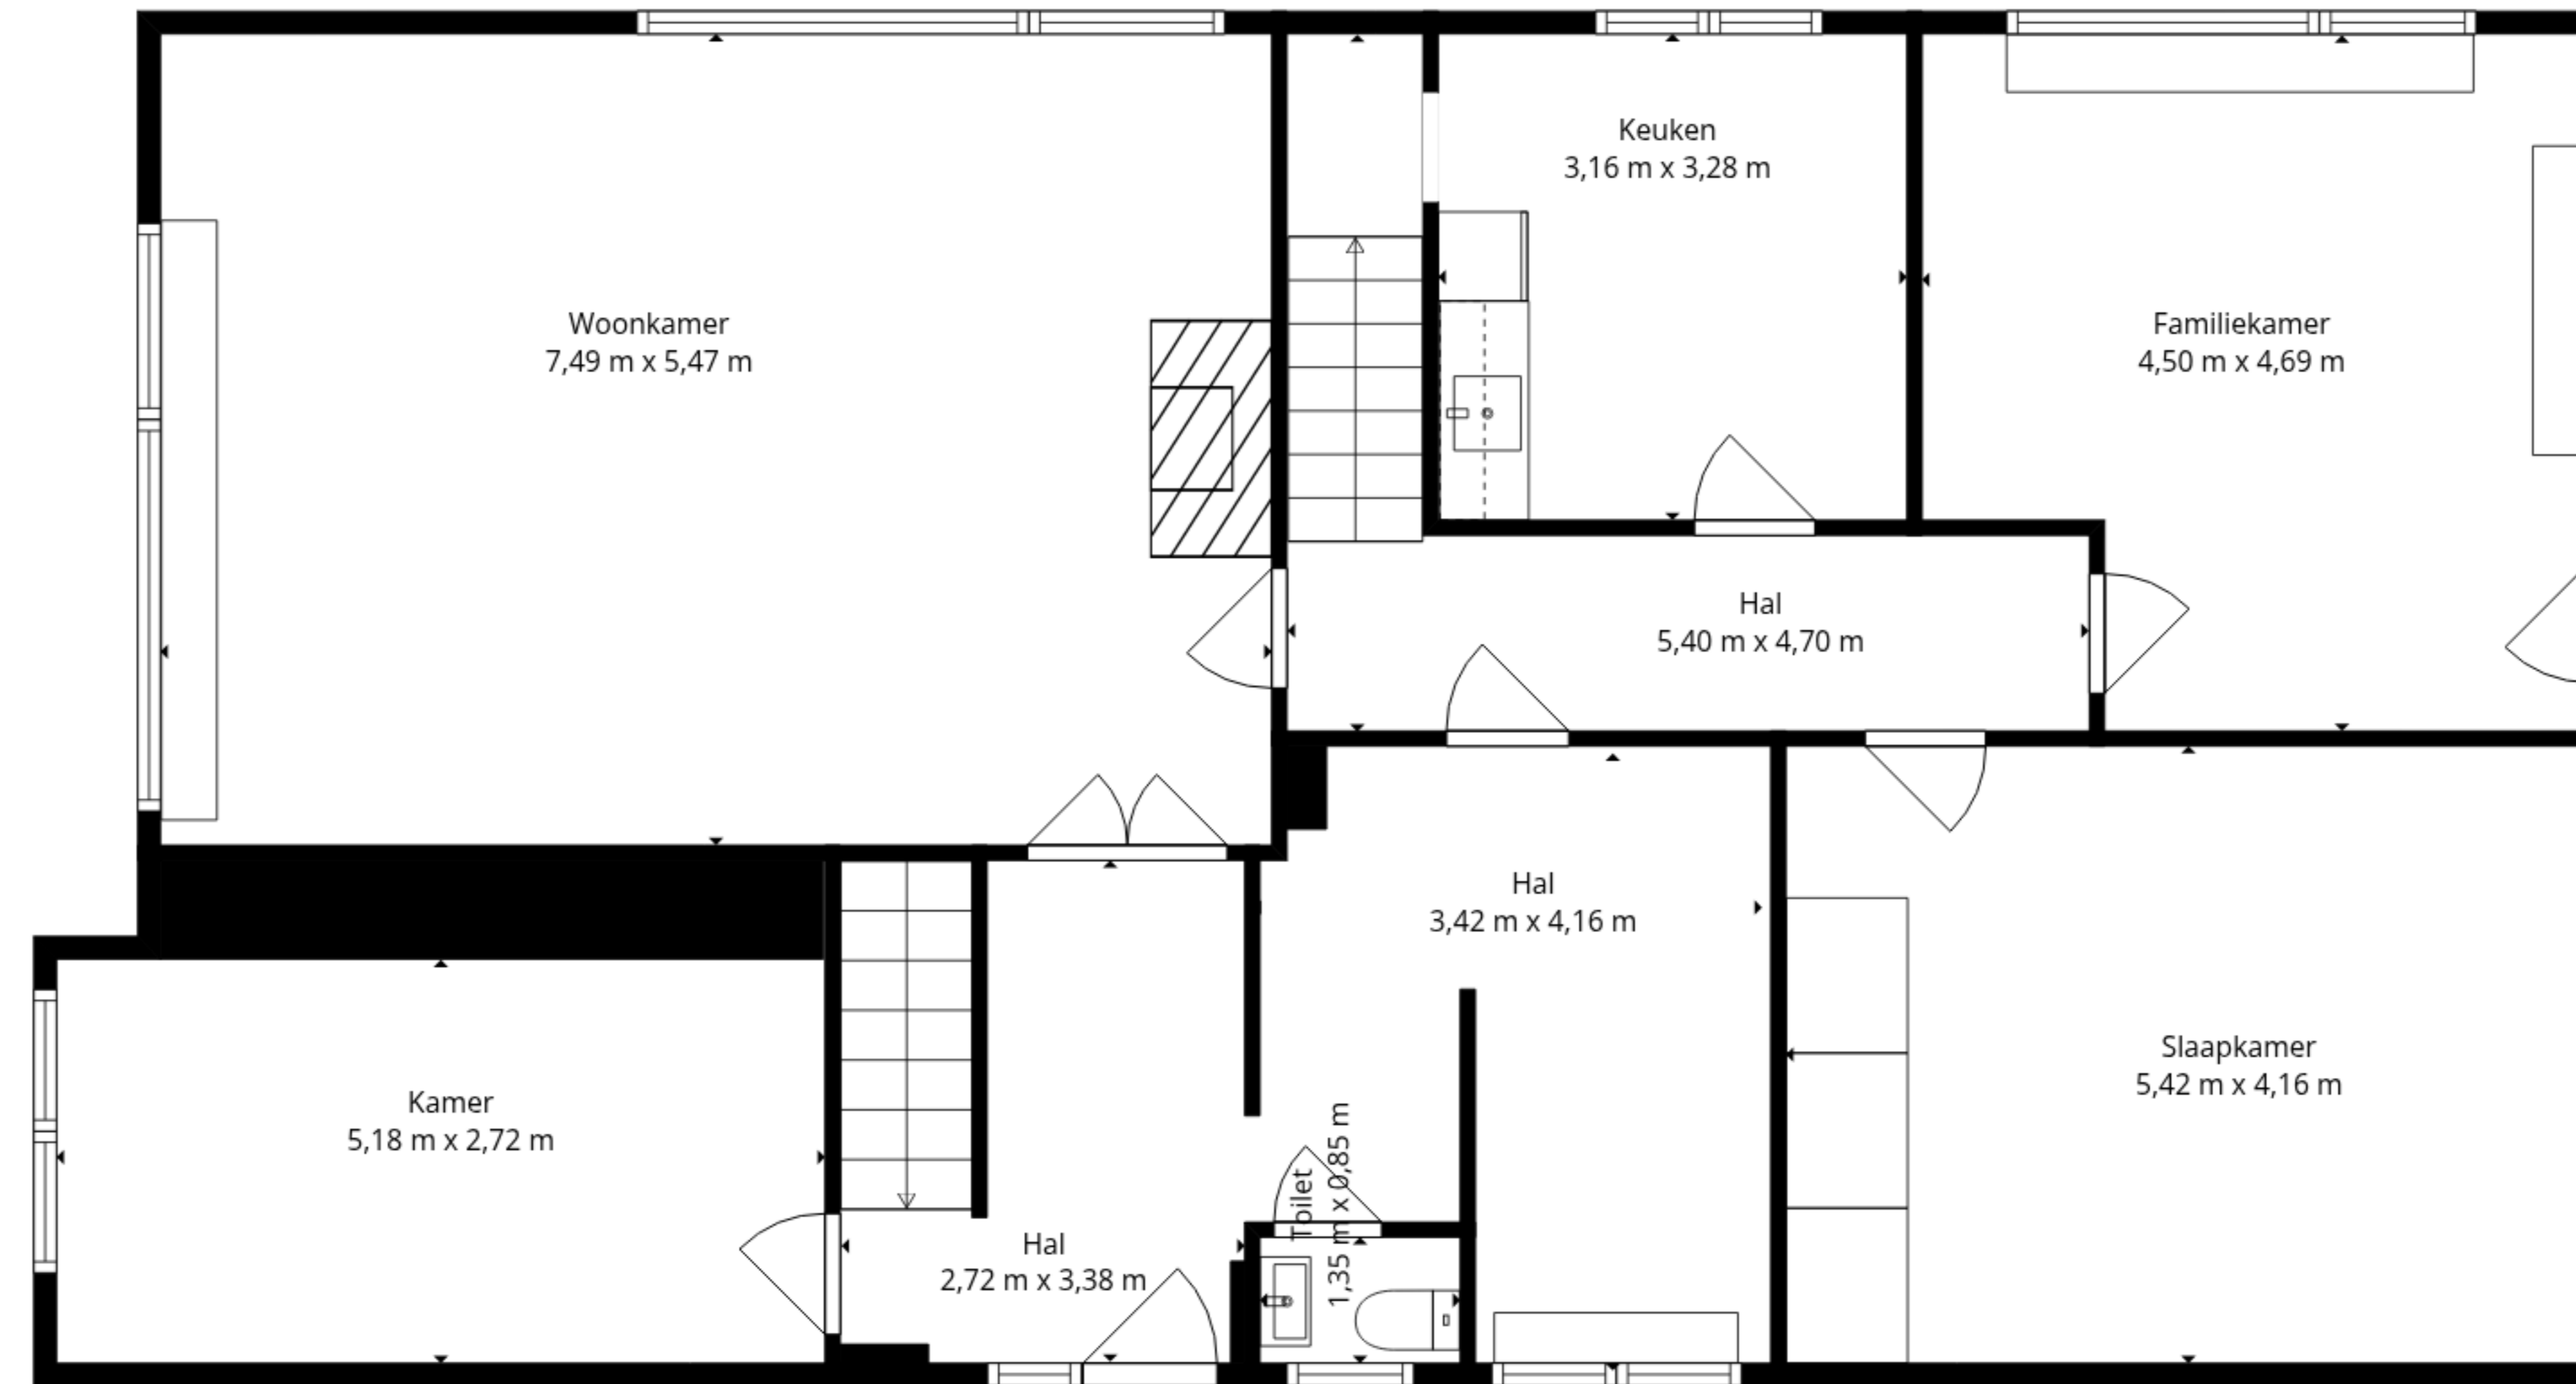 Keuken
3,16 m x 3,28 m
Woonkamer
7,49 m x 5,47 m
Familiekamer
4,50 m x 4,69 m
Hal
5,40 m x 4,70 m
Hal
3,42 m x 4,16 m
Slaapkamer
5,42 m x 4,16 m
Kamer
5,18 m x 2,72 m
Toilet
1,35 m x 0,85 m
Hal
2,72 m x 3,38 m